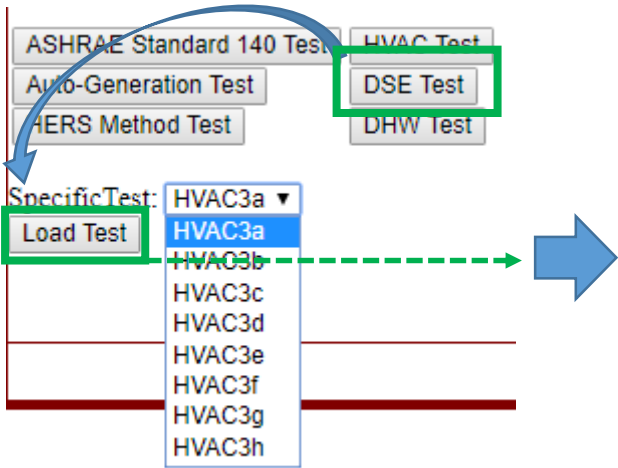 ASHRAE Standard 140 Test HVAC Test
Auto-Generation Test DSE Test
HERS Method Test DHW Test
SpecificTest: HVAC3a ▼
Load Test HVAC3a
HVAC3b
HVAC3c
HVAC3d
HVAC3e
HVAC3f
HVAC3g
HVAC3h